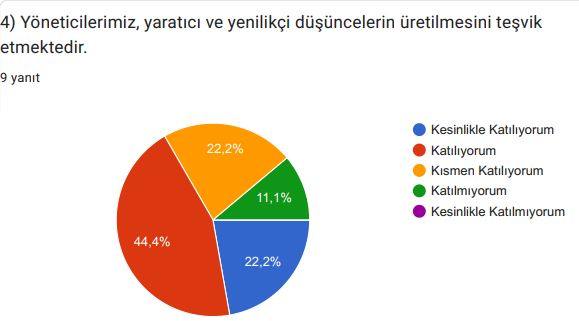 4) Yöneticilerimiz, yaratıcı ve yenilikçi düşüncelerin üretilmesini teşvik
etmektedir.
9 yanıt
22,2%
11,1%
44,4%
22,2%
Kesinlikle Katılıyorum
Katılıyorum
Kısmen Katılıyorum
Katılmıyorum
Kesinlikle Katılmıyorum